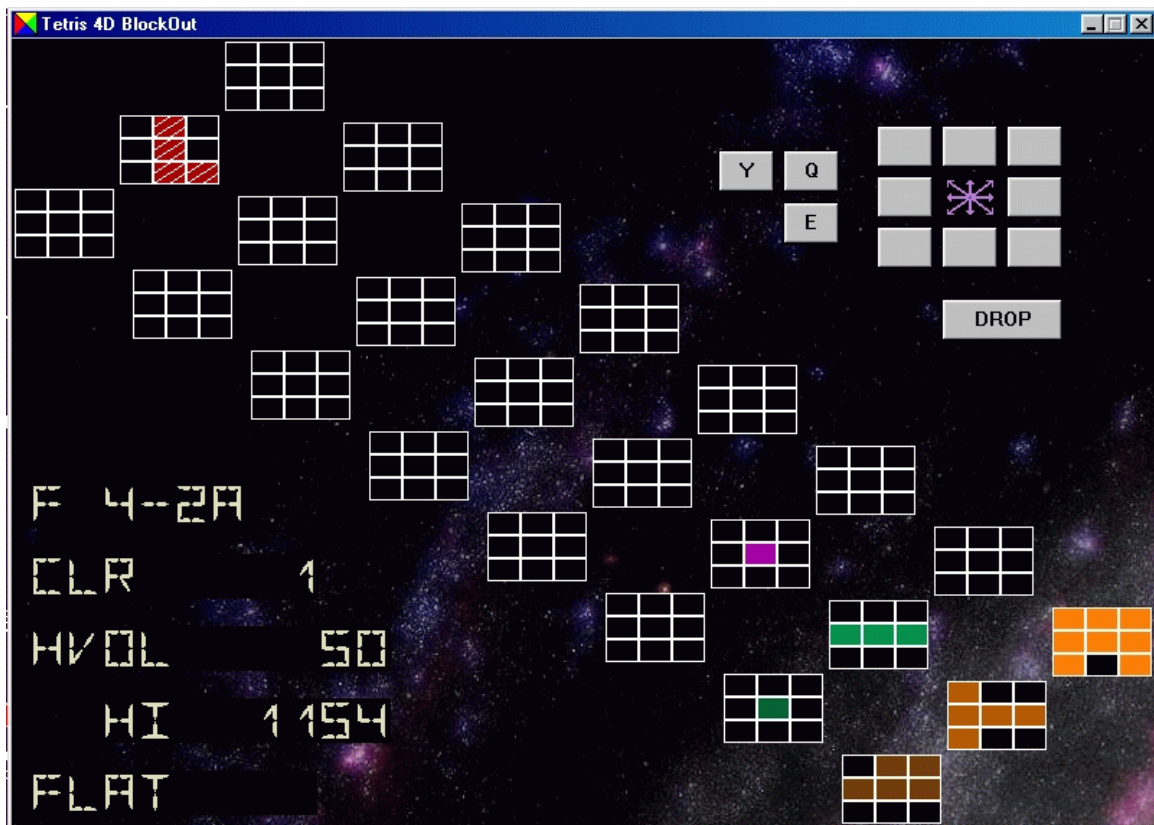 Tetris 4D BlockOut
Y Q
E
DROP
F 4-2A
CLR 1
HVOL 50
HI 1154
FLAT